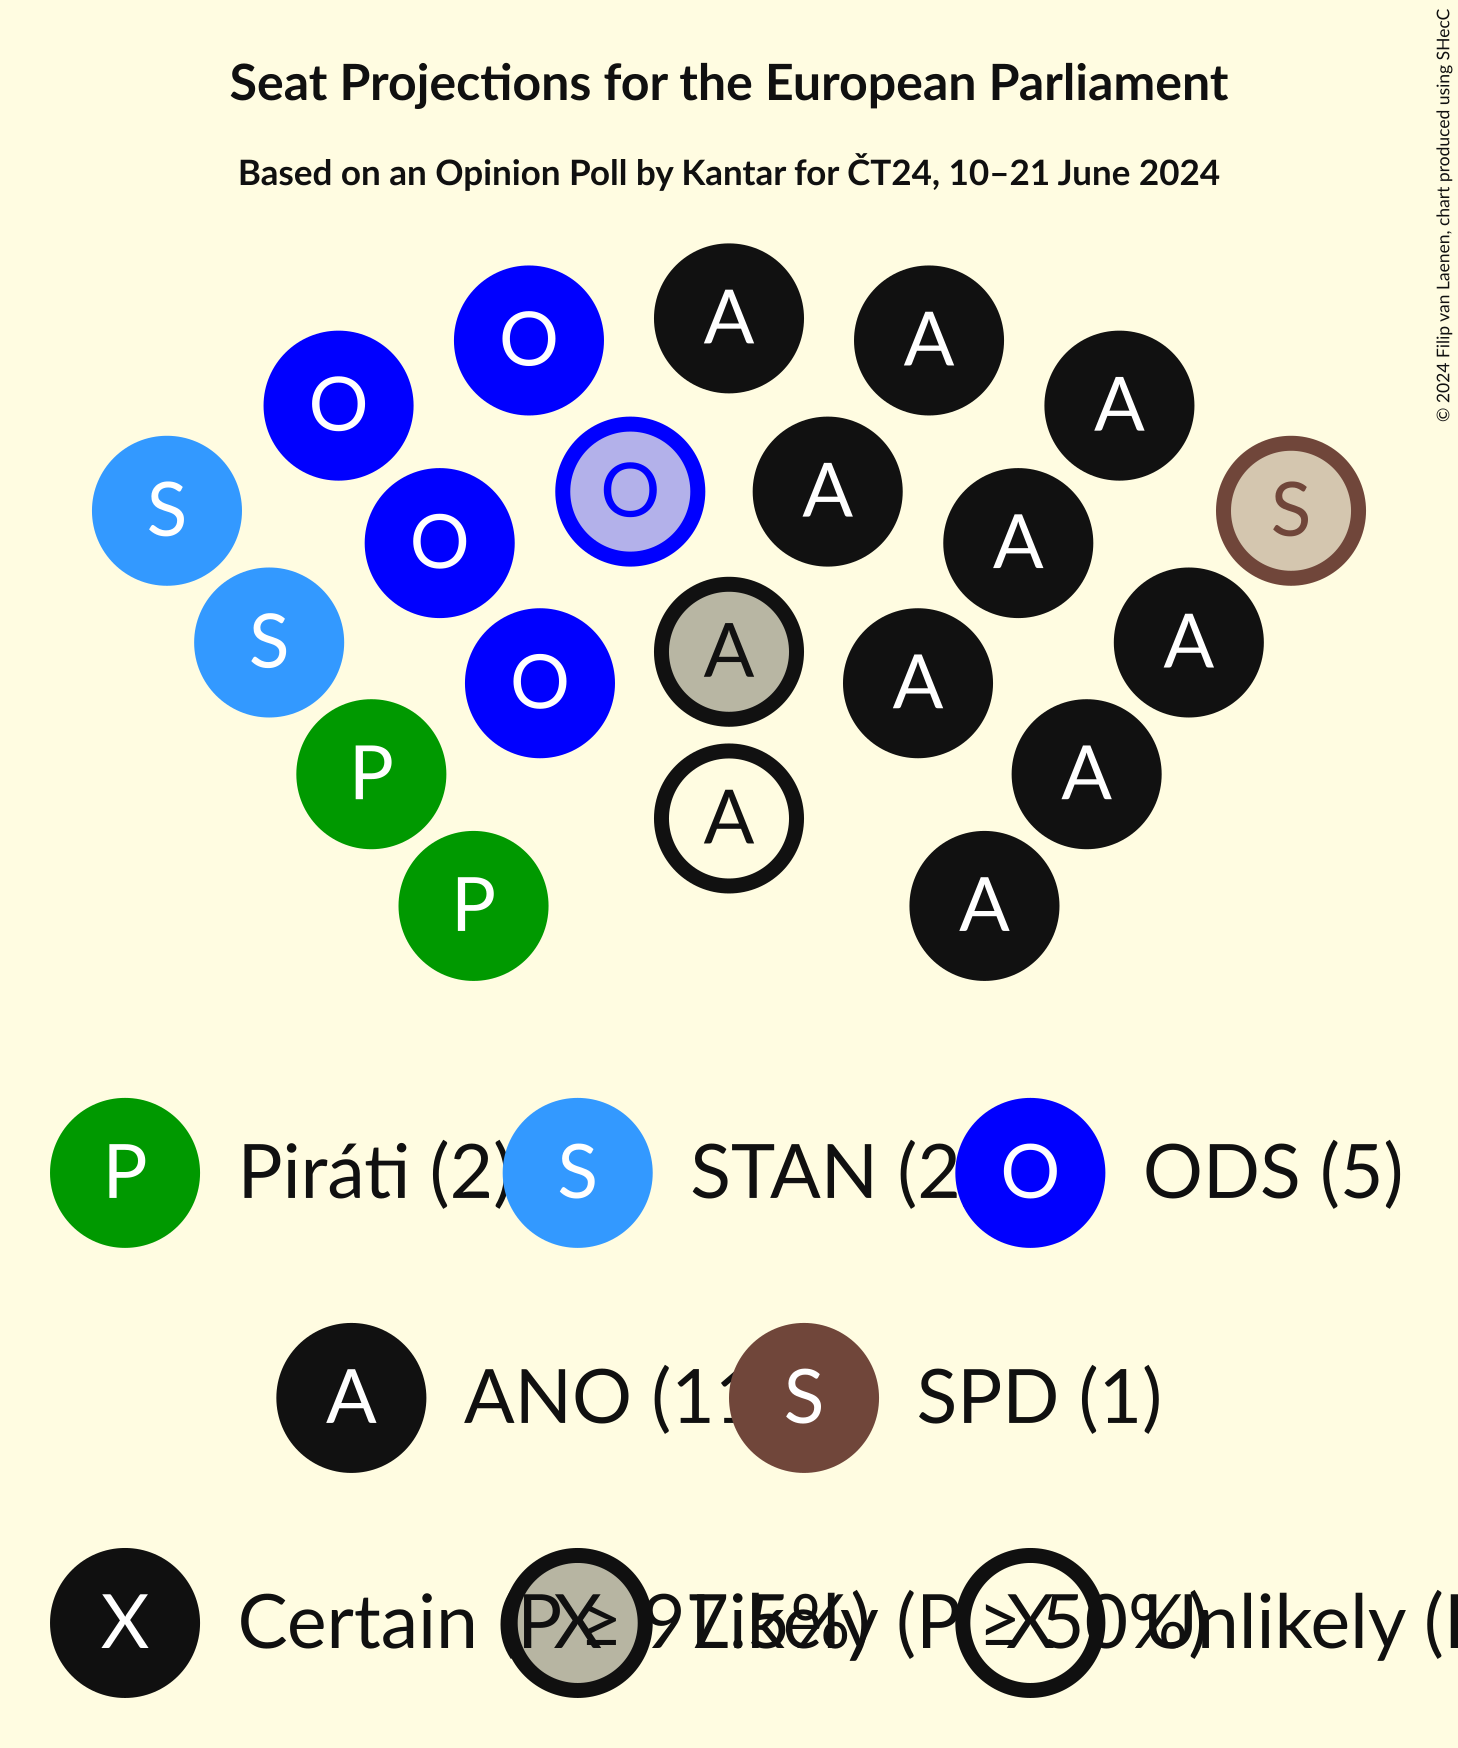 Seat Projections for the European Parliament
Based on an Opinion Poll by Kantar for ČT24, 10–21 June 2024
© 2024 Filip van Laenen, chart produced using SHecC
A
O A
O A
S O A S
S O A A
O A
P A A
P A A
P Piráti (2) S STAN (2 O ODS (5)
A ANO (11 S SPD (1)
X Certain (P ≥ 97.5%) X Likely (P ≥ 50%) X Unlikely (